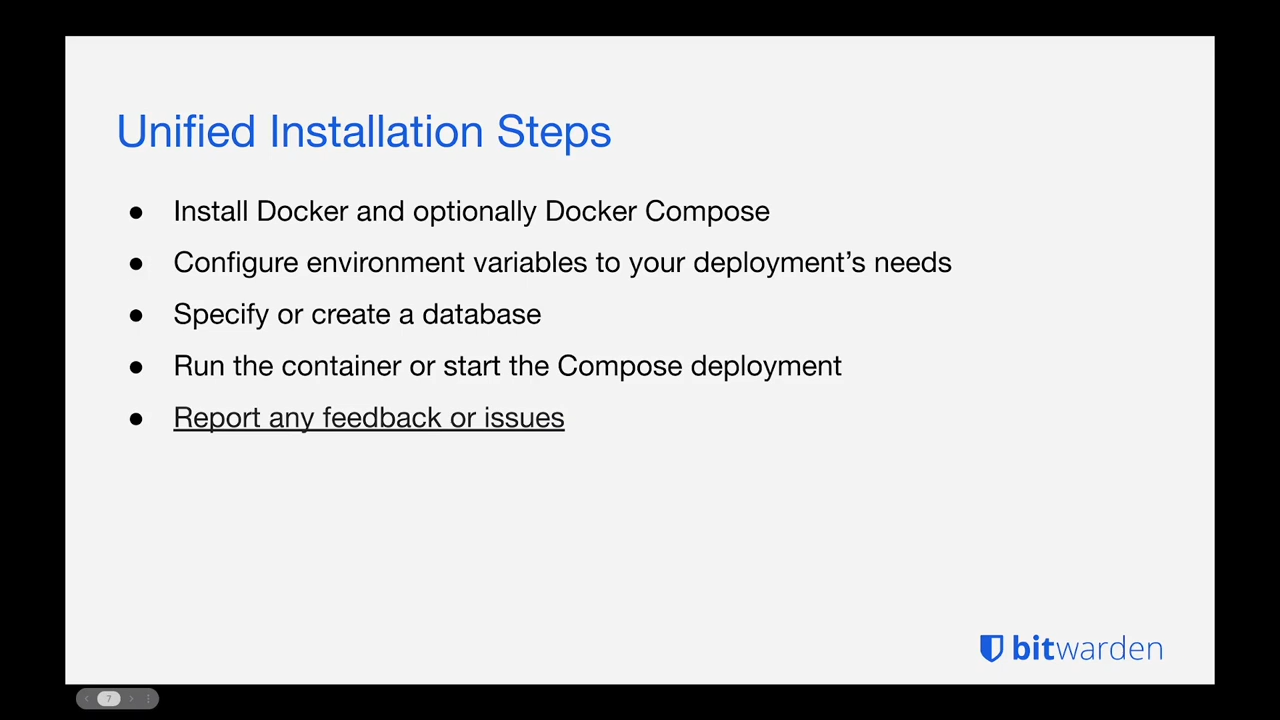 Unified Installation Steps
● Install Docker and optionally Docker Compose
● Configure environment variables to your deployment’s needs
● Specify or create a database
● Run the container or start the Compose deployment
● Report any feedback or issues
bitwarden
7